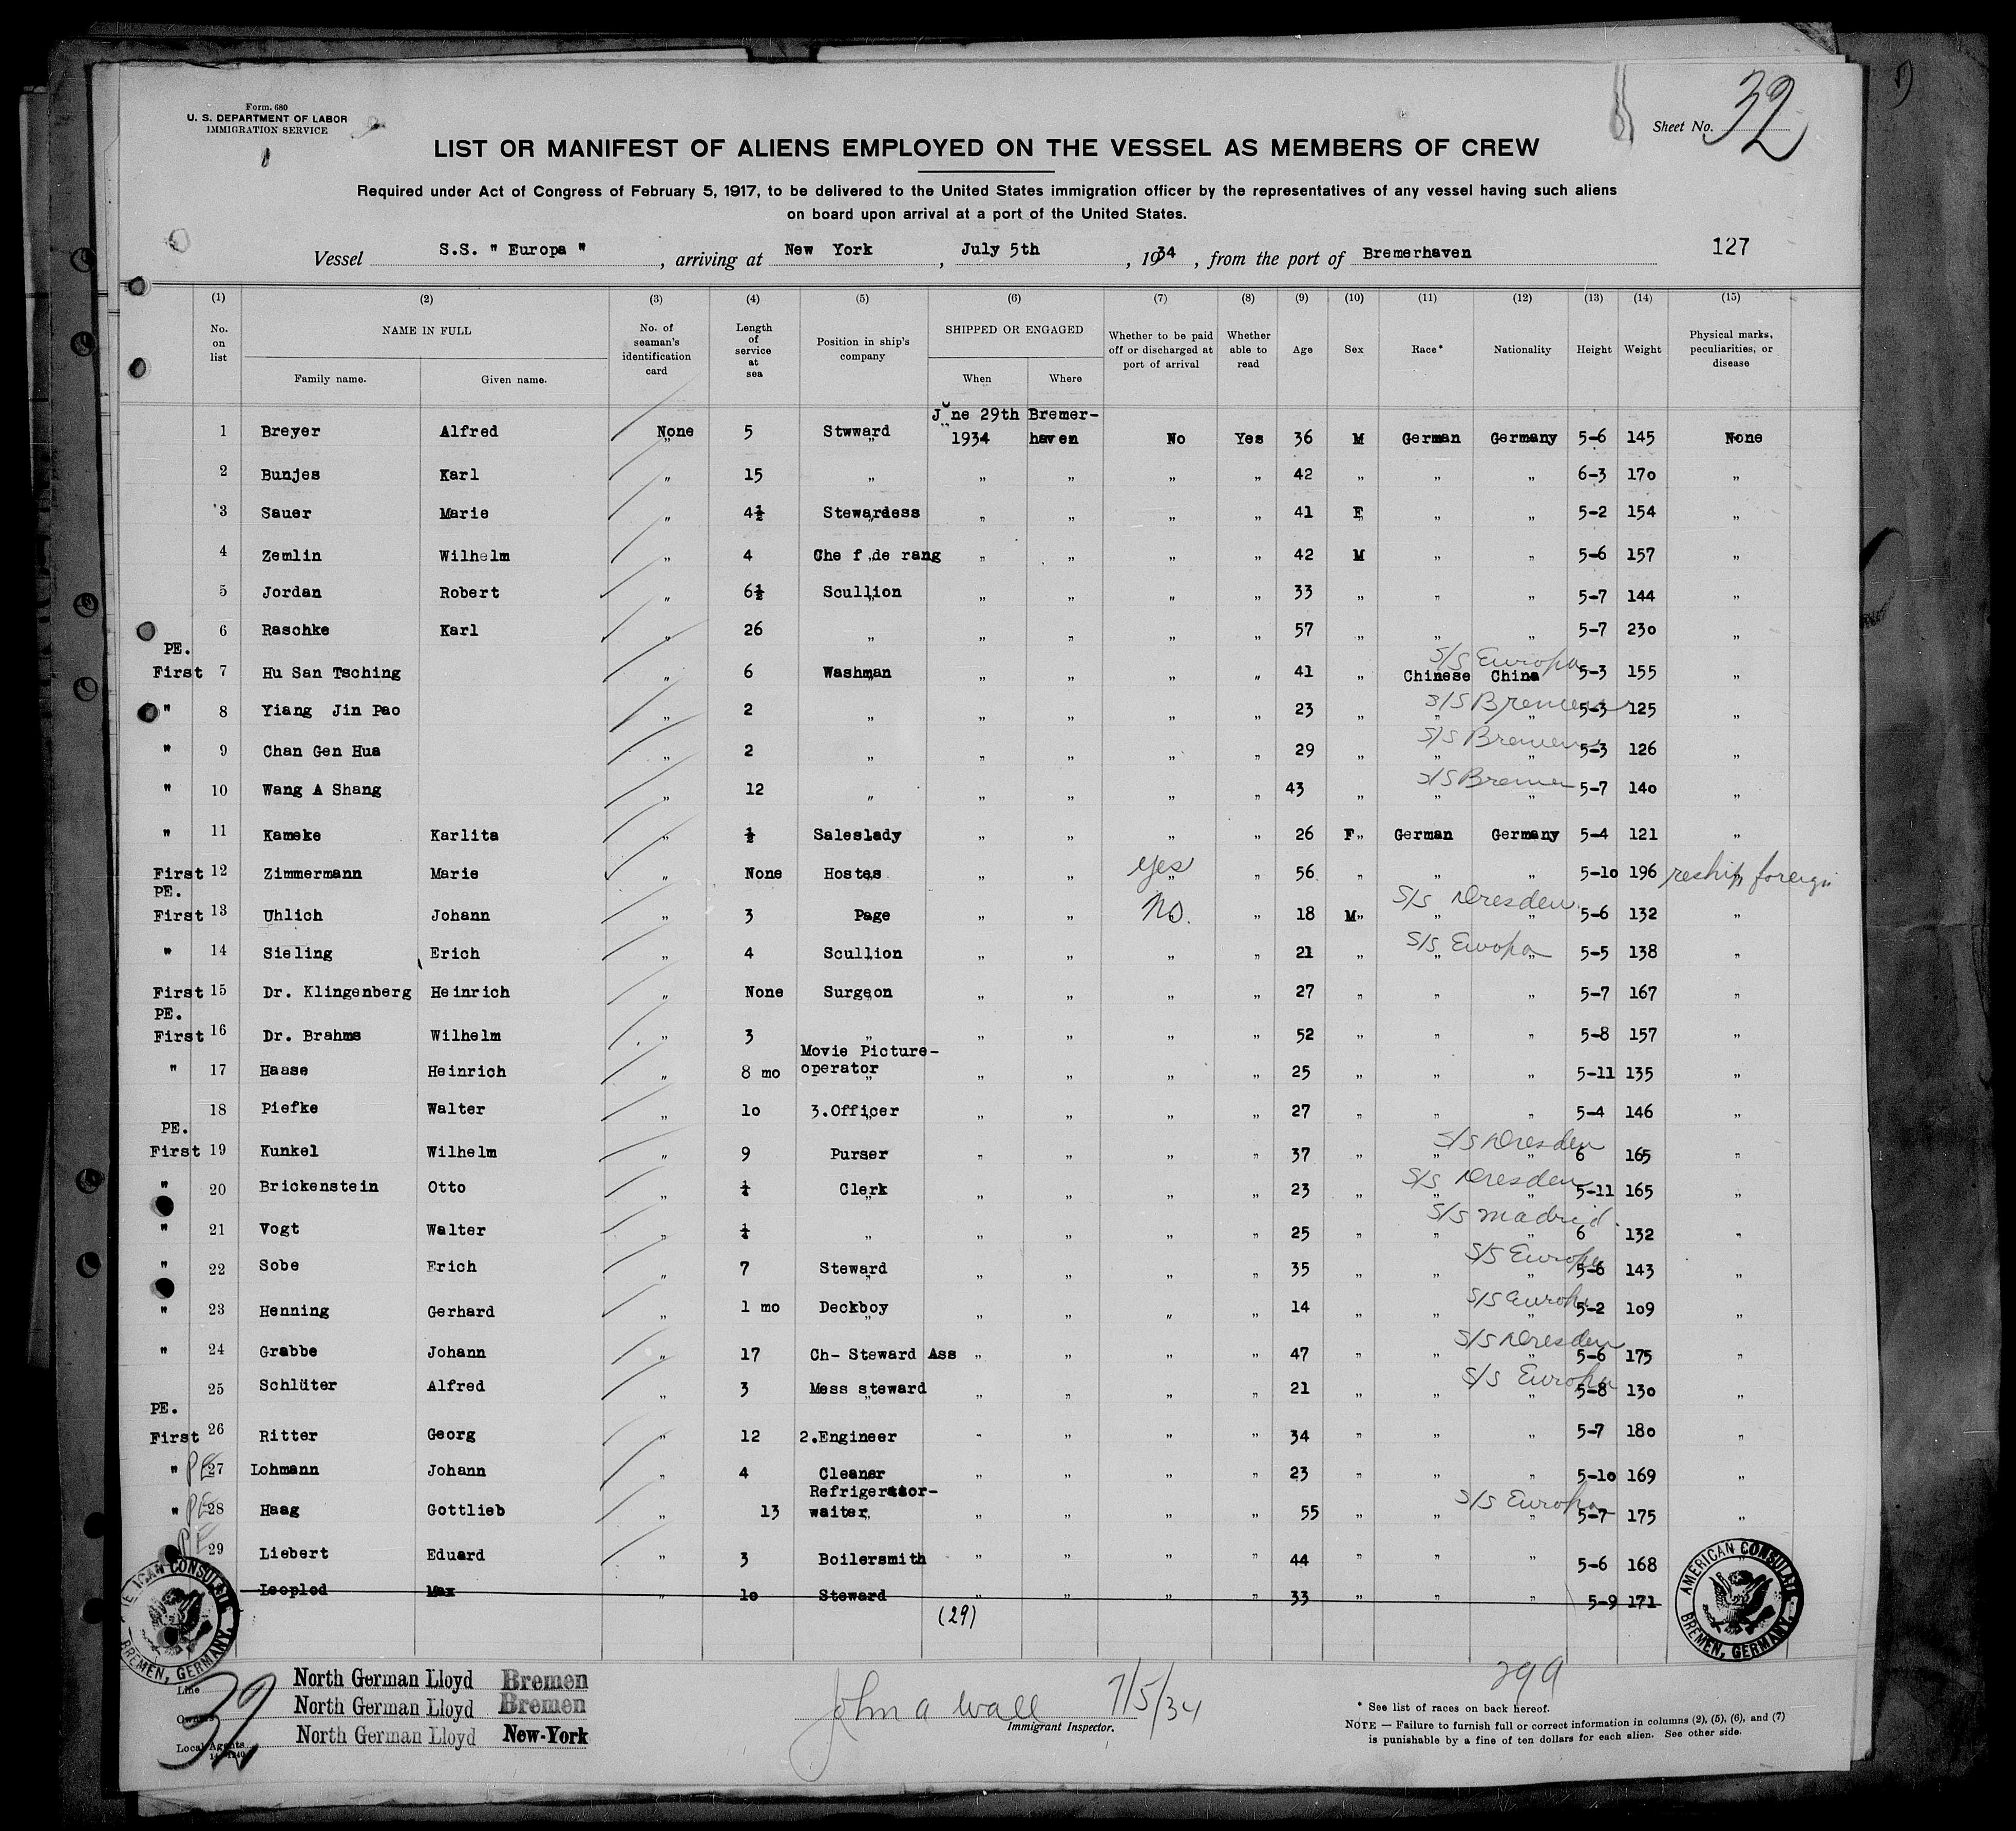 Form. 680
U. S. DEPARTMENT OF LABOR
IMMIGRATION SERVICE
Sheet No. 32
LIST OR MANIFEST OF ALIENS EMPLOYED ON THE VESSEL AS MEMBERS OF CREW
Required under Act of Congress of February 5, 1917, to be delivered to the United States immigration officer by the representatives of any vessel having such aliens
on board upon arrival at a port of the United States.
Vessel S.S. " Europa " , arriving at New York , July 5th , 1934 , from the port of Bremerhaven 127
(1) (2) (3) (4) (5) (6) (7) (8) (9) (10) (11) (12) (13) (14) (15)
No. on list NAME IN FULL Family name. Given name. No. of seaman's identification card Length of service at sea Position in ship's company SHIPPED OR ENGAGED When Where Whether to be paid off or discharged at port of arrival Whether able to read Age Sex Race* Nationality Height Weight Physical marks, peculiarities, or disease
1 Breyer Alfred None 5 Stwward June 29th 1934 Bremer-haven No Yes 36 M German Germany 5-6 145 None
2 Bunjes Karl " 15 " " " " " 42 " " " 6-3 170 "
3 Sauer Marie " 4½ Stewardess " " " " 41 F " " 5-2 154 "
4 Zemlin Wilhelm " 4 Che f de rang " " " " 42 M " " 5-6 157 "
5 Jordan Robert " 6½ Scullion " " " " 33 " " " 5-7 144 "
6 Raschke Karl " 26 " " " " " 57 " " " 5-7 230 "
PE.
First 7 Hu San Tsching " 6 Washman " " " " 41 " Chinese China S/S Europa 5-3 155 "
" 8 Yiang Jin Pao " 2 " " " " " 23 " " " S/S Bremen 5-3 125 "
" 9 Chan Gen Hua " 2 " " " " " 29 " " " S/S Bremen 5-3 126 "
" 10 Wang A Shang " 12 " " " " " 43 " " " S/S Bremen 5-7 140 "
" 11 Kameke Karlita " ½ Saleslady " " " " 26 F" German Germany 5-4 121 "
First 12 Zimmermann Marie " None Hostes " " Yes " 56 " " " 5-10 196 reship foreign
PE.
First 13 Uhlich Johann " 3 Page " " No. " 18 M" " " S/S Dresden 5-6 132 "
" 14 Sieling Erich " 4 Scullion " " " " 21 " " " S/S Europa 5-5 138 "
First 15 Dr. Klingenberg Heinrich " None Surgeon " " " " 27 " " " 5-7 167 "
PE.
First 16 Dr. Brahms Wilhelm " 3 " " " " " 52 " " " 5-8 157 "
" 17 Haase Heinrich " 8 mo Movie Picture-operator " " " " 25 " " " 5-11 135 "
18 Piefke Walter " 10 3.Officer " " " " 27 " " " 5-4 146 "
PE.
First 19 Kunkel Wilhelm " 9 Purser " " " " 37 " " " S/S Dresden 6 165 "
" 20 Brickenstein Otto " Clerk " " " " 23 " " " S/S Dresden 5-11 165 "
" 21 Vogt Walter " " " " " " 25 " " " S/S Madrid. 6 132 "
" 22 Sobe Erich " 7 Steward " " " " 35 " " " S/S Europa 5-6 143 "
" 23 Henning Gerhard " 1 mo Deckboy " " " " 14 " " " S/S Europa 5-2 109 "
" 24 Grabbe Johann " 17 Ch- Steward Ass " " " " 47 " " " S/S Dresden 5-6 175 "
25 Schlüter Alfred " 3 Mess steward " " " " 21 " " " S/S Europa 5-8 130 "
PE.
First 26 Ritter Georg " 12 2.Engineer " " " " 34 " " " 5-7 180 "
" PE 27 Lohmann Johann " 4 Cleaner " " " " 23 " " " 5-10 169 "
" PE 28 Haag Gottlieb " 13 Refrigerator-waiter " " " " 55 " " " S/S Europa 5-7 175 "
PE 29 Liebert Eduard " 3 Boilersmith " " " " 44 " " " 5-6 168 "
Leoplod Max " 10 Steward " " " " 33 " " " 5-9 171
(29)
AMERICAN CONSULATE BREMEN, GERMANY.
AMERICAN CONSULATE BREMEN, GERMANY.
32
Line North German Lloyd Bremen
Owners North German Lloyd Bremen
Local Agents North German Lloyd New-York
John A Wall 7/5/34
Immigrant Inspector.
299
* See list of races on back hereof.
NOTE — Failure to furnish full or correct information in columns (2), (5), (6), and (7)
is punishable by a fine of ten dollars for each alien. See other side.